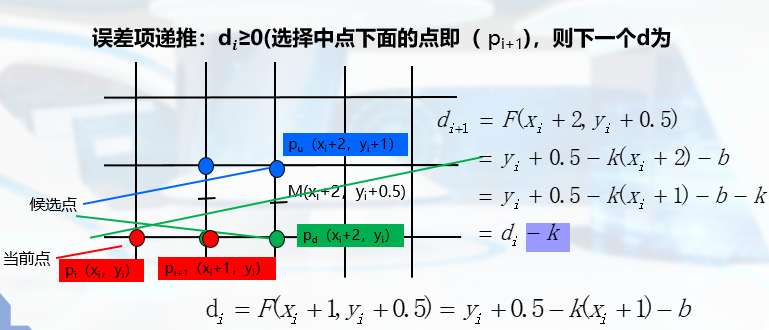 误差项递推：dᵢ≥0(选择中点下面的点即（ pᵢ₊₁)，则下一个d为
dᵢ₊₁ = F(xᵢ + 2, yᵢ + 0.5)
pᵤ（xᵢ+2，yᵢ+1）
= yᵢ + 0.5 − k(xᵢ + 2) − b
候选点
M(xᵢ+2，yᵢ+0.5)
= yᵢ + 0.5 − k(xᵢ + 1) − b − k
p_d（xᵢ+2，yᵢ）
= dᵢ − k
当前点
pᵢ（xᵢ，yᵢ）
pᵢ₊₁（xᵢ+1，yᵢ）
dᵢ = F(xᵢ + 1, yᵢ + 0.5) = yᵢ + 0.5 − k(xᵢ + 1) − b